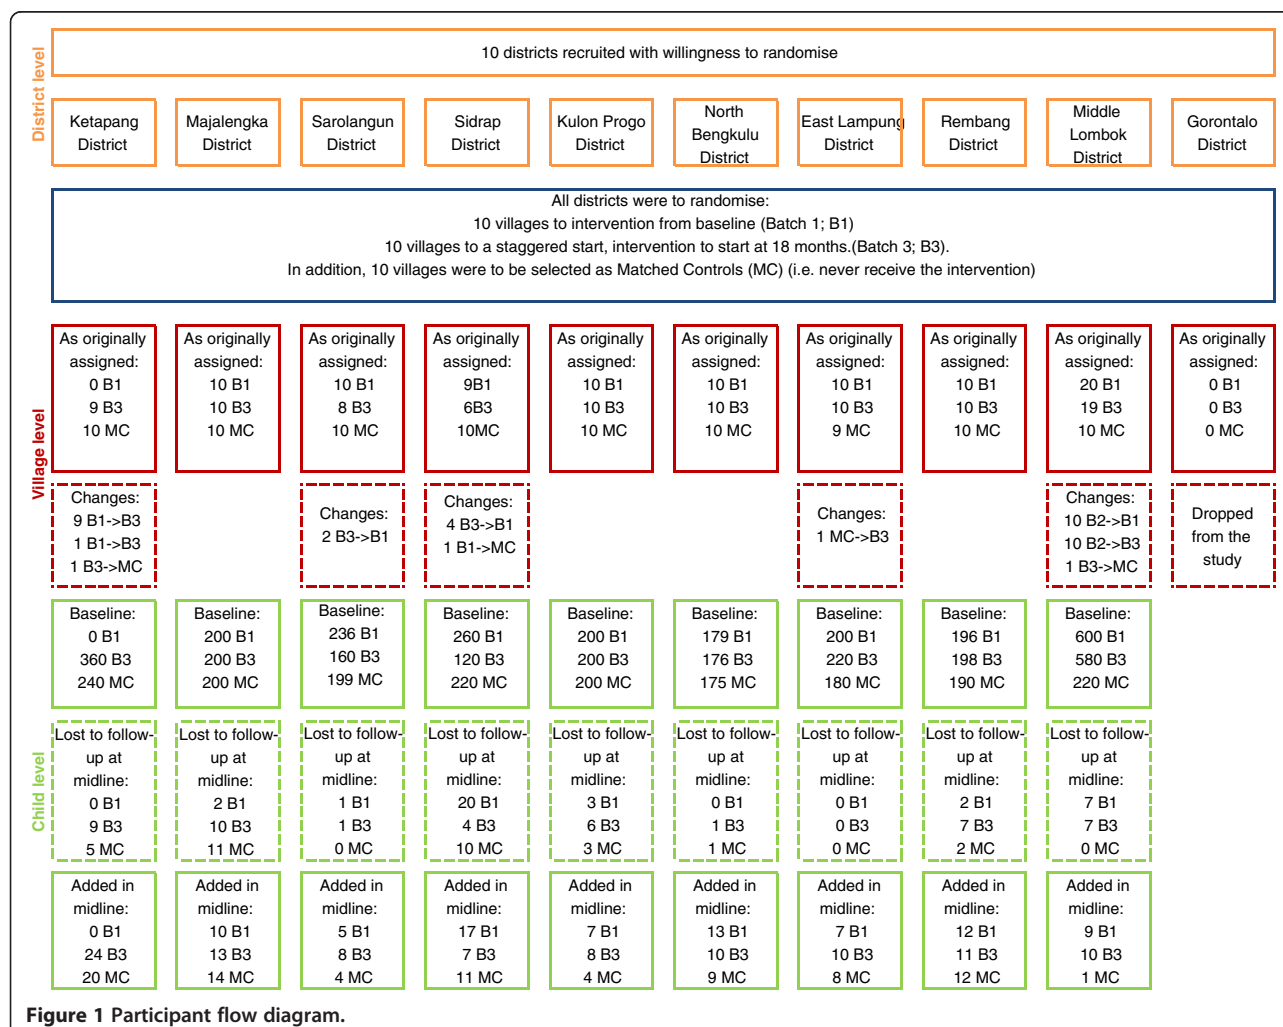 District level
10 districts recruited with willingness to randomise
Ketapang
District
Majalengka
District
Sarolangun
District
Sidrap
District
Kulon Progo
District
North
Bengkulu
District
East Lampung
District
Rembang
District
Middle
Lombok
District
Gorontalo
District
All districts were to randomise:
10 villages to intervention from baseline (Batch 1; B1)
10 villages to a staggered start, intervention to start at 18 months.(Batch 3; B3).
In addition, 10 villages were to be selected as Matched Controls (MC) (i.e. never receive the intervention)
Village level
As originally
assigned:
0 B1
9 B3
10 MC
As originally
assigned:
10 B1
10 B3
10 MC
As originally
assigned:
10 B1
8 B3
10 MC
As originally
assigned:
9B1
6B3
10MC
As originally
assigned:
10 B1
10 B3
10 MC
As originally
assigned:
10 B1
10 B3
10 MC
As originally
assigned:
10 B1
10 B3
9 MC
As originally
assigned:
10 B1
10 B3
10 MC
As originally
assigned:
20 B1
19 B3
10 MC
As originally
assigned:
0 B1
0 B3
0 MC
Changes:
9 B1->B3
1 B1->B3
1 B3->MC
Changes:
2 B3->B1
Changes:
4 B3->B1
1 B1->MC
Changes:
1 MC->B3
Changes:
10 B2->B1
10 B2->B3
1 B3->MC
Dropped
from the
study
Child level
Baseline:
0 B1
360 B3
240 MC
Baseline:
200 B1
200 B3
200 MC
Baseline:
236 B1
160 B3
199 MC
Baseline:
260 B1
120 B3
220 MC
Baseline:
200 B1
200 B3
200 MC
Baseline:
179 B1
176 B3
175 MC
Baseline:
200 B1
220 B3
180 MC
Baseline:
196 B1
198 B3
190 MC
Baseline:
600 B1
580 B3
220 MC
Lost to follow-
up at
midline:
0 B1
9 B3
5 MC
Lost to follow-
up at
midline:
2 B1
10 B3
11 MC
Lost to follow-
up at
midline:
1 B1
1 B3
0 MC
Lost to follow-
up at
midline:
20 B1
4 B3
10 MC
Lost to follow-
up at
midline:
3 B1
6 B3
3 MC
Lost to follow-
up at
midline:
0 B1
1 B3
1 MC
Lost to follow-
up at
midline:
0 B1
0 B3
0 MC
Lost to follow-
up at
midline:
2 B1
7 B3
2 MC
Lost to follow-
up at
midline:
7 B1
7 B3
0 MC
Added in
midline:
0 B1
24 B3
20 MC
Added in
midline:
10 B1
13 B3
14 MC
Added in
midline:
5 B1
8 B3
4 MC
Added in
midline:
17 B1
7 B3
11 MC
Added in
midline:
7 B1
8 B3
4 MC
Added in
midline:
13 B1
10 B3
9 MC
Added in
midline:
7 B1
10 B3
8 MC
Added in
midline:
12 B1
11 B3
12 MC
Added in
midline:
9 B1
10 B3
1 MC
Figure 1 Participant flow diagram.